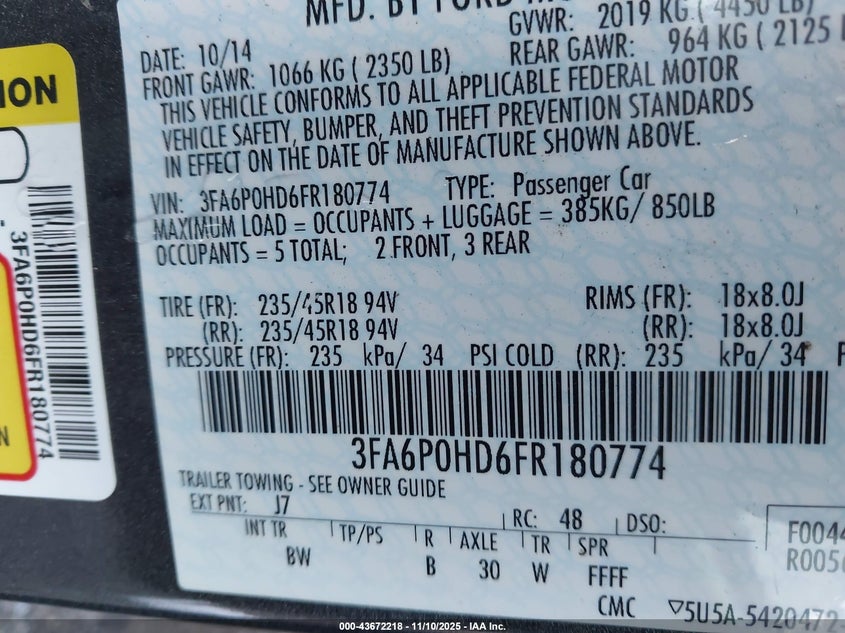 MFD. BY FORD
GVWR: 2019 KG ( 4450 LB)
DATE: 10/14
REAR GAWR: 964 KG ( 2125
FRONT GAWR: 1066 KG ( 2350 LB)
THIS VEHICLE CONFORMS TO ALL APPLICABLE FEDERAL MOTOR
VEHICLE SAFETY, BUMPER, AND THEFT PREVENTION STANDARDS
IN EFFECT ON THE DATE OF MANUFACTURE SHOWN ABOVE.
VIN: 3FA6P0HD6FR180774 TYPE: Passenger Car
MAXIMUM LOAD = OCCUPANTS + LUGGAGE = 385KG/ 850LB
OCCUPANTS = 5 TOTAL; 2 FRONT, 3 REAR
TIRE (FR): 235/45R18 94V RIMS (FR): 18x8.0J
(RR): 235/45R18 94V (RR): 18x8.0J
PRESSURE (FR): 235 kPa/ 34 PSI COLD (RR): 235 kPa/ 34 P
3FA6P0HD6FR180774
TRAILER TOWING - SEE OWNER GUIDE
EXT PNT: J7 RC: 48 DSO:
INT TR TP/PS R AXLE TR SPR
BW B 30 W FFFF
F004
R005
CMC ▽5U5A-5420472
ION
3FA6P0HD6FR180774
N
000-43672218 - 11/10/2025 - IAA Inc.